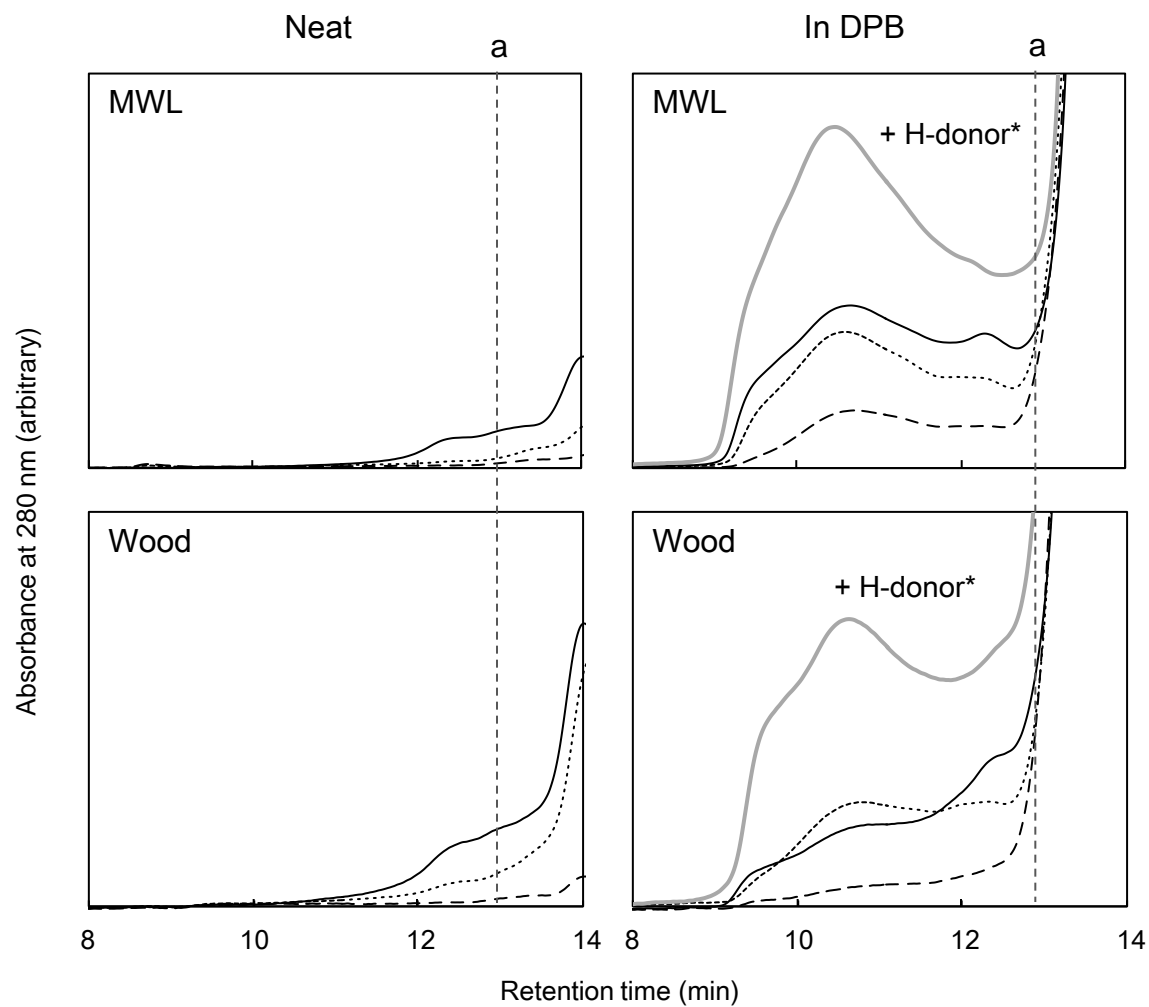 Neat
In DPB
a
a
MWL
MWL
+ H-donor*
Wood
Wood
+ H-donor*
Absorbance at 280 nm (arbitrary)
8
10
12
14
8
10
12
14
Retention time (min)